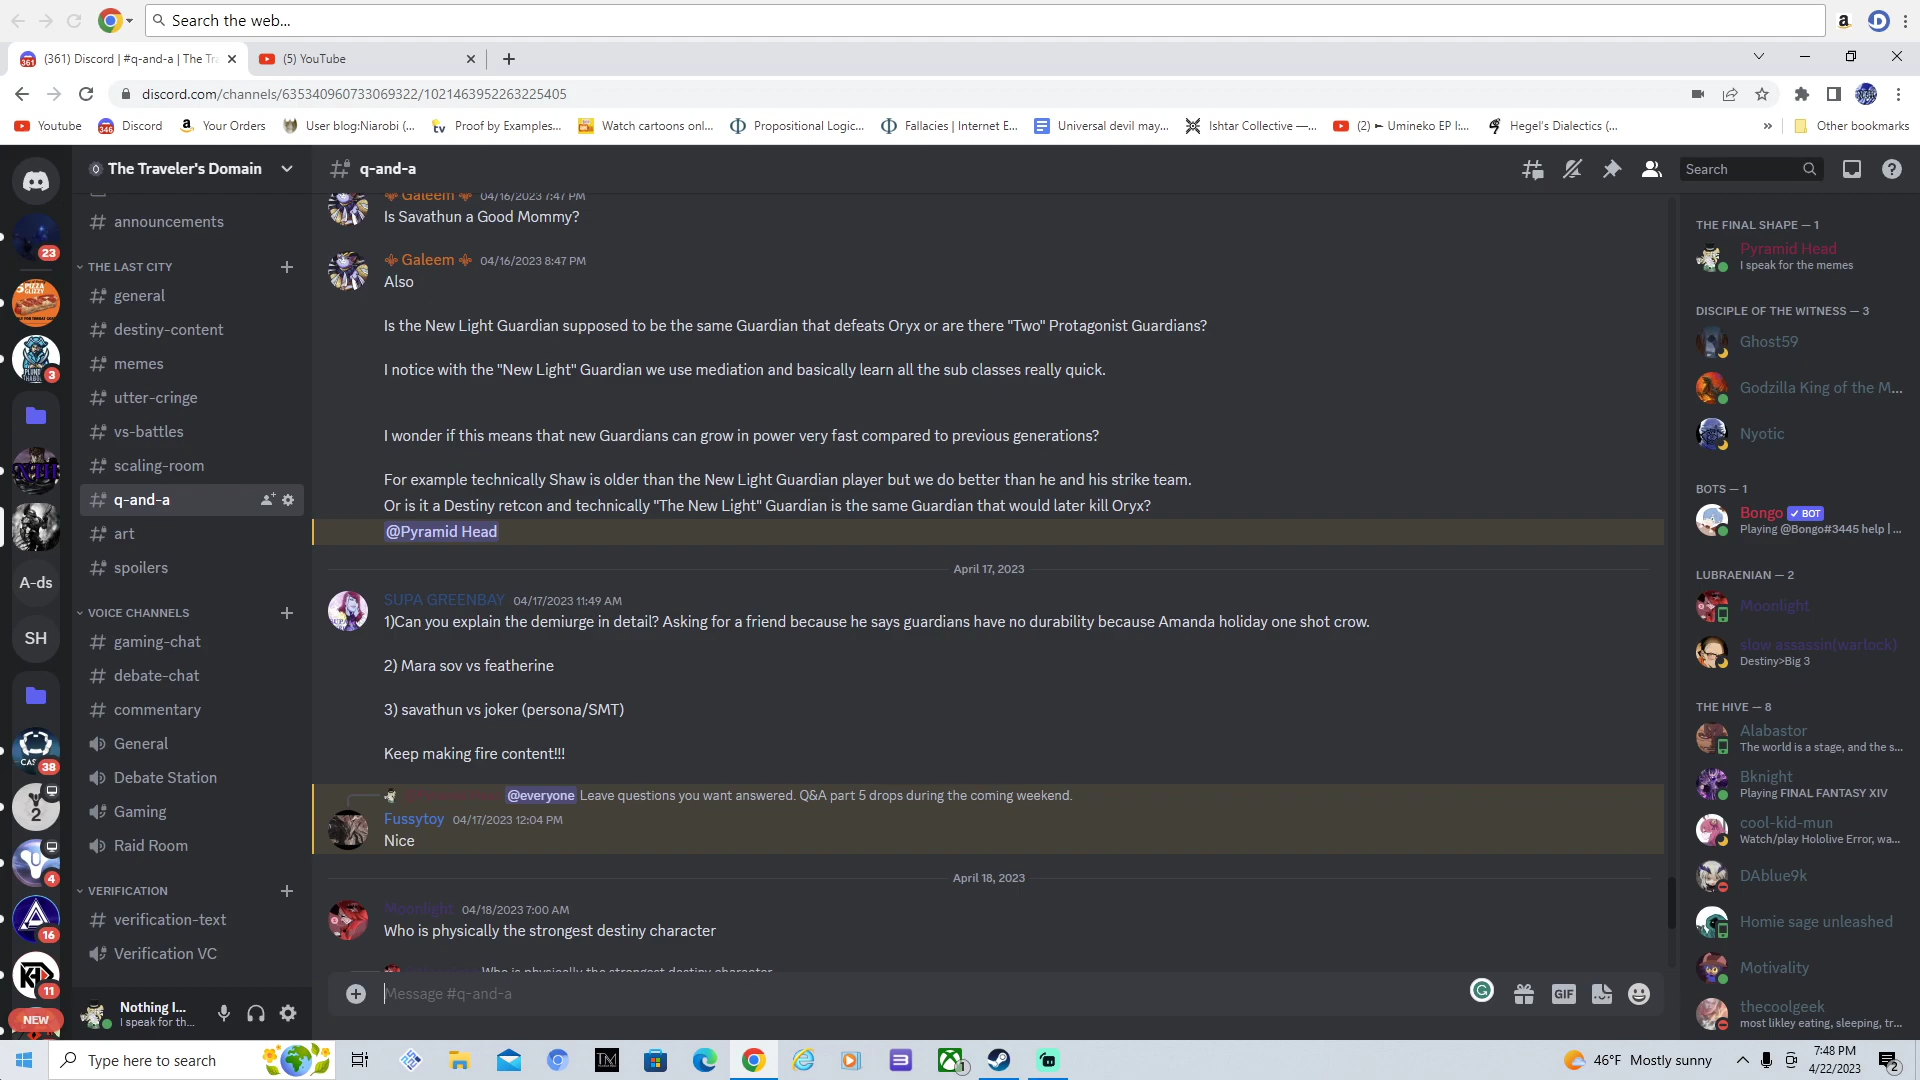 Search the web...
(361) Discord | #q-and-a | The Tra
(5) YouTube
discord.com/channels/635340960733069322/1021463952263225405
Youtube
Discord
Your Orders
User blog:Niarobi (...
Proof by Examples...
Watch cartoons onl...
Propositional Logic...
Fallacies | Internet E...
Universal devil may...
Ishtar Collective —...
(2) ► Umineko EP I:...
Hegel's Dialectics (...
»
Other bookmarks
The Traveler's Domain
q-and-a
Search
announcements
THE LAST CITY
general
destiny-content
memes
utter-cringe
vs-battles
scaling-room
q-and-a
art
spoilers
VOICE CHANNELS
gaming-chat
debate-chat
commentary
General
Debate Station
Gaming
Raid Room
VERIFICATION
verification-text
Verification VC
23
3
A-ds
SH
38
4
16
11
NEW
Nothing I...
I speak for th...
Galeem 04/16/2023 7:47 PM
Is Savathun a Good Mommy?
Galeem 04/16/2023 8:47 PM
Also
Is the New Light Guardian supposed to be the same Guardian that defeats Oryx or are there "Two" Protagonist Guardians?
I notice with the "New Light" Guardian we use mediation and basically learn all the sub classes really quick.
I wonder if this means that new Guardians can grow in power very fast compared to previous generations?
For example technically Shaw is older than the New Light Guardian player but we do better than he and his strike team.
Or is it a Destiny retcon and technically "The New Light" Guardian is the same Guardian that would later kill Oryx?
@Pyramid Head
April 17, 2023
SUPA GREENBAY 04/17/2023 11:49 AM
1)Can you explain the demiurge in detail? Asking for a friend because he says guardians have no durability because Amanda holiday one shot crow.
2) Mara sov vs featherine
3) savathun vs joker (persona/SMT)
Keep making fire content!!!
@everyone Leave questions you want answered. Q&A part 5 drops during the coming weekend.
Fussytoy 04/17/2023 12:04 PM
Nice
April 18, 2023
Moonlight 04/18/2023 7:00 AM
Who is physically the strongest destiny character
Who is physically the strongest destiny character
Message #q-and-a
GIF
THE FINAL SHAPE — 1
Pyramid Head
I speak for the memes
DISCIPLE OF THE WITNESS — 3
Ghost59
Godzilla King of the M...
Nyotic
BOTS — 1
Bongo ✓ BOT
Playing @Bongo#3445 help | ...
LUBRAENIAN — 2
Moonlight
slow assassin(warlock)
Destiny>Big 3
THE HIVE — 8
Alabastor
The world is a stage, and the s...
Bknight
Playing FINAL FANTASY XIV
cool-kid-mun
Watch/play Hololive Error, wa...
DAblue9k
Homie sage unleashed
Motivality
thecoolgeek
most likley eating, sleeping, tr...
Type here to search
46°F Mostly sunny
7:48 PM
4/22/2023
2